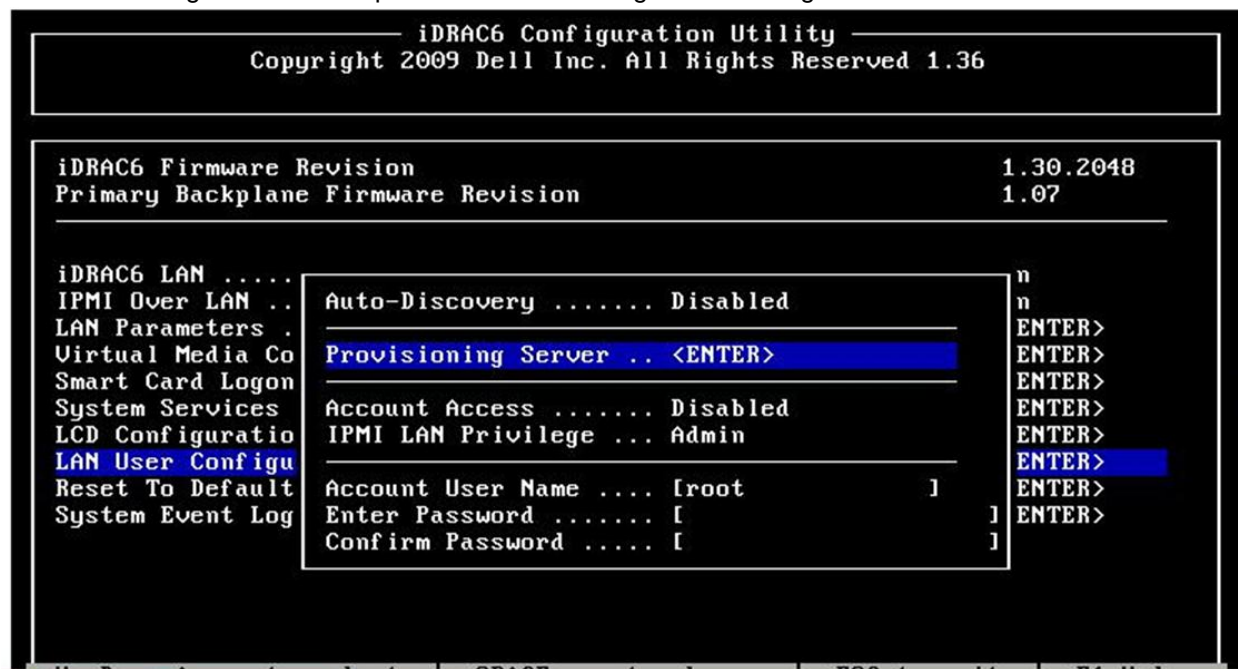 iDRAC6 Configuration Utility
Copyright 2009 Dell Inc. All Rights Reserved 1.36
iDRAC6 Firmware Revision 1.30.2048
Primary Backplane Firmware Revision 1.07
iDRAC6 LAN ..... n
IPMI Over LAN .. n
LAN Parameters . ENTER>
Virtual Media Co ENTER>
Smart Card Logon ENTER>
System Services ENTER>
LCD Configuratio ENTER>
LAN User Configu ENTER>
Reset To Default ENTER>
System Event Log ENTER>
Auto-Discovery ....... Disabled
Provisioning Server .. <ENTER>
Account Access ....... Disabled
IPMI LAN Privilege ... Admin
Account User Name .... [root ]
Enter Password ....... [ ]
Confirm Password ..... [ ]